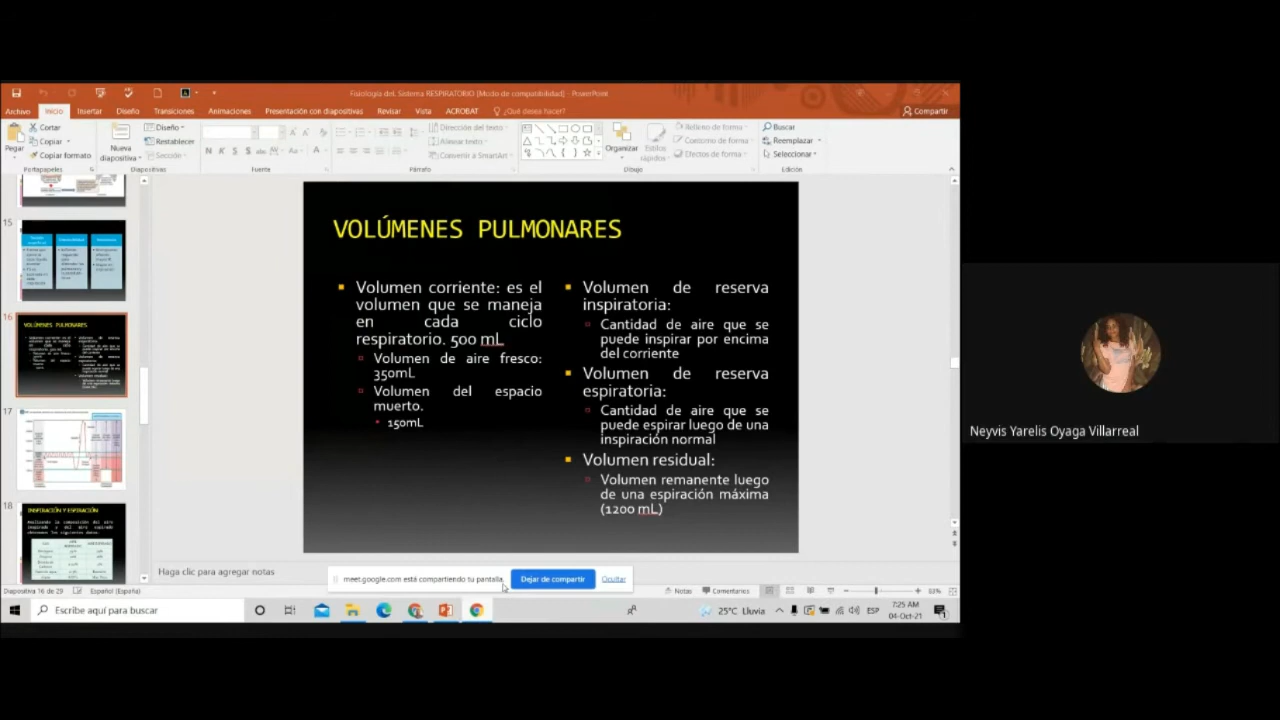 Fisiología del Sistema RESPIRATORIO [Modo de compatibilidad] - PowerPoint
Archivo Inicio Insertar Diseño Transiciones Animaciones Presentación con diapositivas Revisar Vista ACROBAT ¿Qué desea hacer? Compartir
Pegar
Cortar
Copiar
Copiar formato
Portapapeles
Nueva
diapositiva
Diseño
Restablecer
Sección
Diapositivas
Fuente
Dirección del texto
Alinear texto
Convertir a SmartArt
Párrafo
Organizar
Estilos
rápidos
Relleno de forma
Contorno de forma
Efectos de forma
Dibujo
Buscar
Reemplazar
Seleccionar
Edición
15
16
VOLÚMENES PULMONARES
17
18
INSPIRACIÓN Y ESPIRACIÓN
VOLÚMENES PULMONARES
Volumen corriente: es el
volumen que se maneja
en cada ciclo
respiratorio. 500 mL
Volumen de aire fresco:
350mL
Volumen del espacio
muerto.
150mL
Volumen de reserva
inspiratoria:
Cantidad de aire que se
puede inspirar por encima
del corriente
Volumen de reserva
espiratoria:
Cantidad de aire que se
puede espirar luego de una
inspiración normal
Volumen residual:
Volumen remanente luego
de una espiración máxima
(1200 mL)
Haga clic para agregar notas
meet.google.com está compartiendo tu pantalla.
Dejar de compartir
Ocultar
Diapositiva 16 de 29 Español (España) Notas Comentarios
Escribe aquí para buscar
25°C Lluvia
ESP
7:25 AM
04-Oct-21
Neyvis Yarelis Oyaga Villarreal